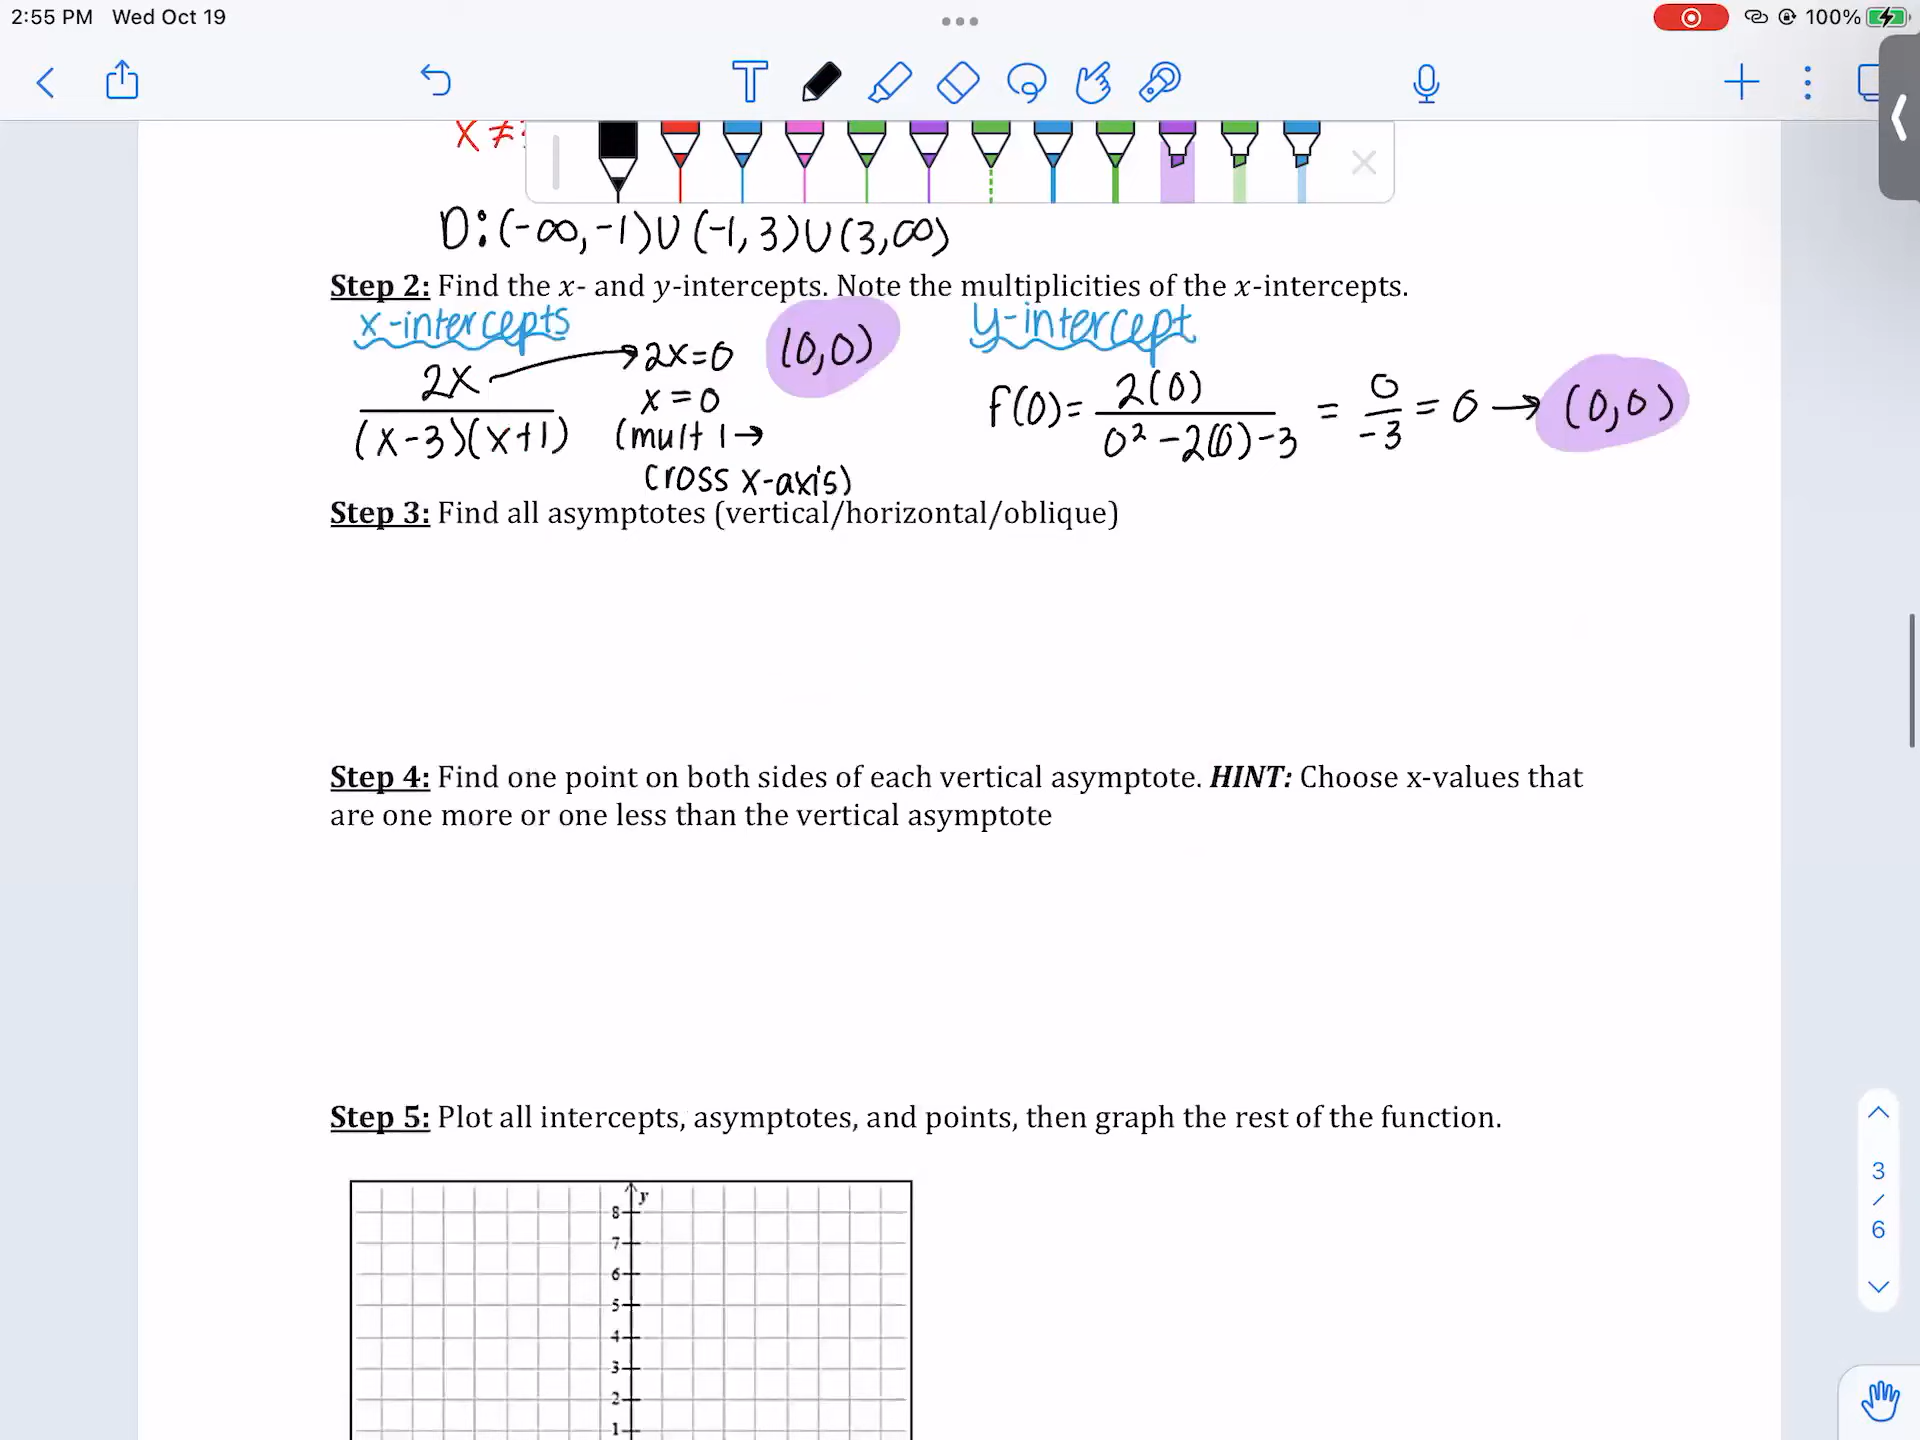 2:55 PM Wed Oct 19
100%
X ≠
D: (-∞, -1) U (-1, 3) U (3, ∞)
Step 2: Find the x- and y-intercepts. Note the multiplicities of the x-intercepts.
x-intercepts
2x
(x-3)(x+1)
2x=0
x=0
(mult 1 →
cross x-axis)
(0,0)
y-intercept
f(0) = 2(0) / 0² - 2(0) - 3 = 0/-3 = 0 → (0,0)
Step 3: Find all asymptotes (vertical/horizontal/oblique)
Step 4: Find one point on both sides of each vertical asymptote. HINT: Choose x-values that
are one more or one less than the vertical asymptote
Step 5: Plot all intercepts, asymptotes, and points, then graph the rest of the function.
y
8
7
6
5
4
3
2
1
3
/
6